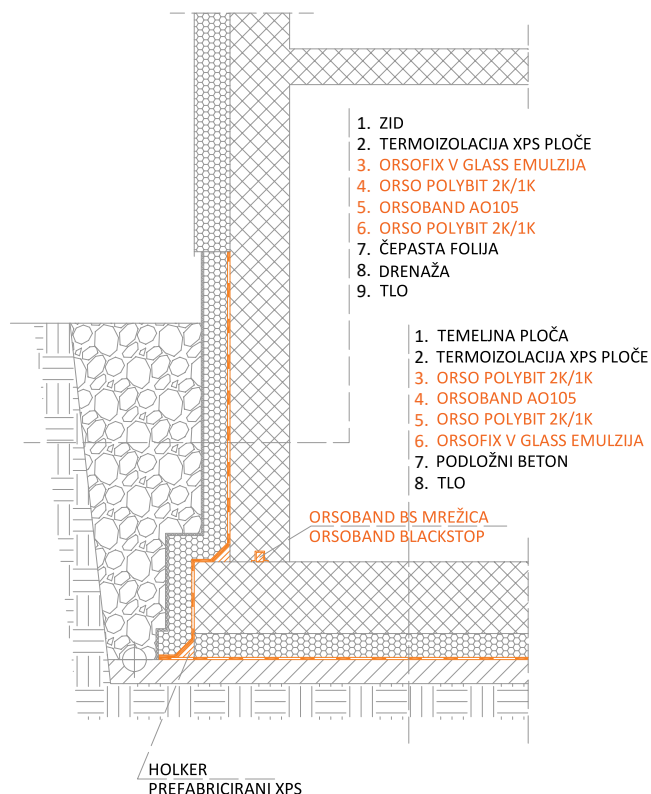 1. ZID
2. TERMOIZOLACIJA XPS PLOČE
3. ORSOFIX V GLASS EMULZIJA
4. ORSO POLYBIT 2K/1K
5. ORSOBAND AO105
6. ORSO POLYBIT 2K/1K
7. ČEPASTA FOLIJA
8. DRENAŽA
9. TLO
1. TEMELJNA PLOČA
2. TERMOIZOLACIJA XPS PLOČE
3. ORSO POLYBIT 2K/1K
4. ORSOBAND AO105
5. ORSO POLYBIT 2K/1K
6. ORSOFIX V GLASS EMULZIJA
7. PODLOŽNI BETON
8. TLO
ORSOBAND BS MREŽICA
ORSOBAND BLACKSTOP
HOLKER
PREFABRICIRANI XPS